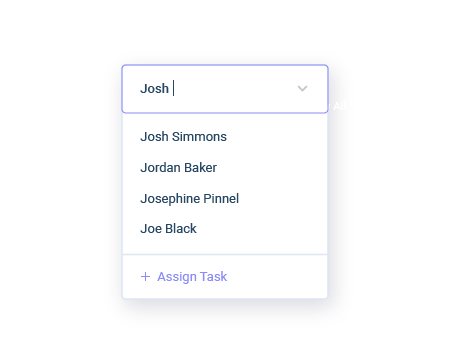 Josh
Josh Simmons
Jordan Baker
Josephine Pinnel
Joe Black
+ Assign Task